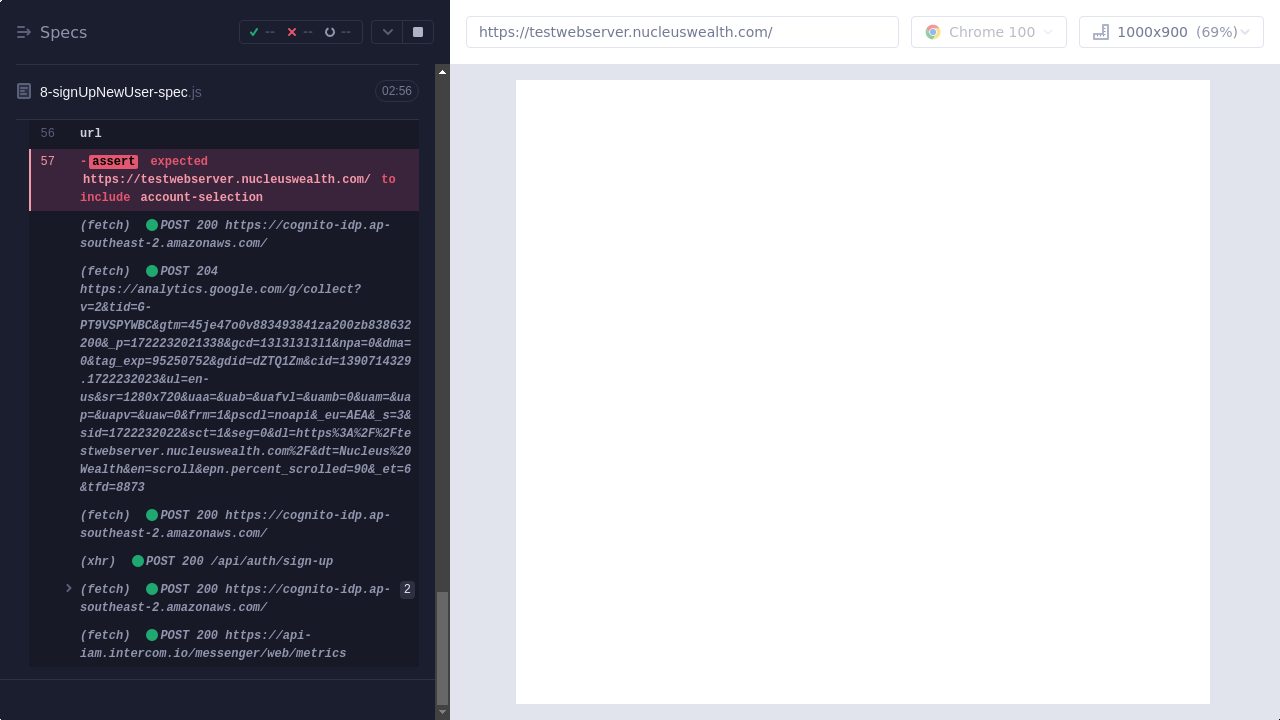 Specs
-- -- --
https://testwebserver.nucleuswealth.com/
Chrome 100
1000x900 (69%)
8-signUpNewUser-spec.js
02:56
56 url
57 -assert expected
https://testwebserver.nucleuswealth.com/ to
include account-selection
(fetch) POST 200 https://cognito-idp.ap-
southeast-2.amazonaws.com/
(fetch) POST 204
https://analytics.google.com/g/collect?
v=2&tid=G-
PT9VSPYWBC&gtm=45je47o0v883493841za200zb838632
200&_p=1722232021338&gcd=13l3l3l3l1&npa=0&dma=
0&tag_exp=95250752&gdid=dZTQ1Zm&cid=1390714329
.1722232023&ul=en-
us&sr=1280x720&uaa=&uab=&uafvl=&uamb=0&uam=&ua
p=&uapv=&uaw=0&frm=1&pscdl=noapi&_eu=AEA&_s=3&
sid=1722232022&sct=1&seg=0&dl=https%3A%2F%2Fte
stwebserver.nucleuswealth.com%2F&dt=Nucleus%20
Wealth&en=scroll&epn.percent_scrolled=90&_et=6
&tfd=8873
(fetch) POST 200 https://cognito-idp.ap-
southeast-2.amazonaws.com/
(xhr) POST 200 /api/auth/sign-up
(fetch) POST 200 https://cognito-idp.ap- 2
southeast-2.amazonaws.com/
(fetch) POST 200 https://api-
iam.intercom.io/messenger/web/metrics